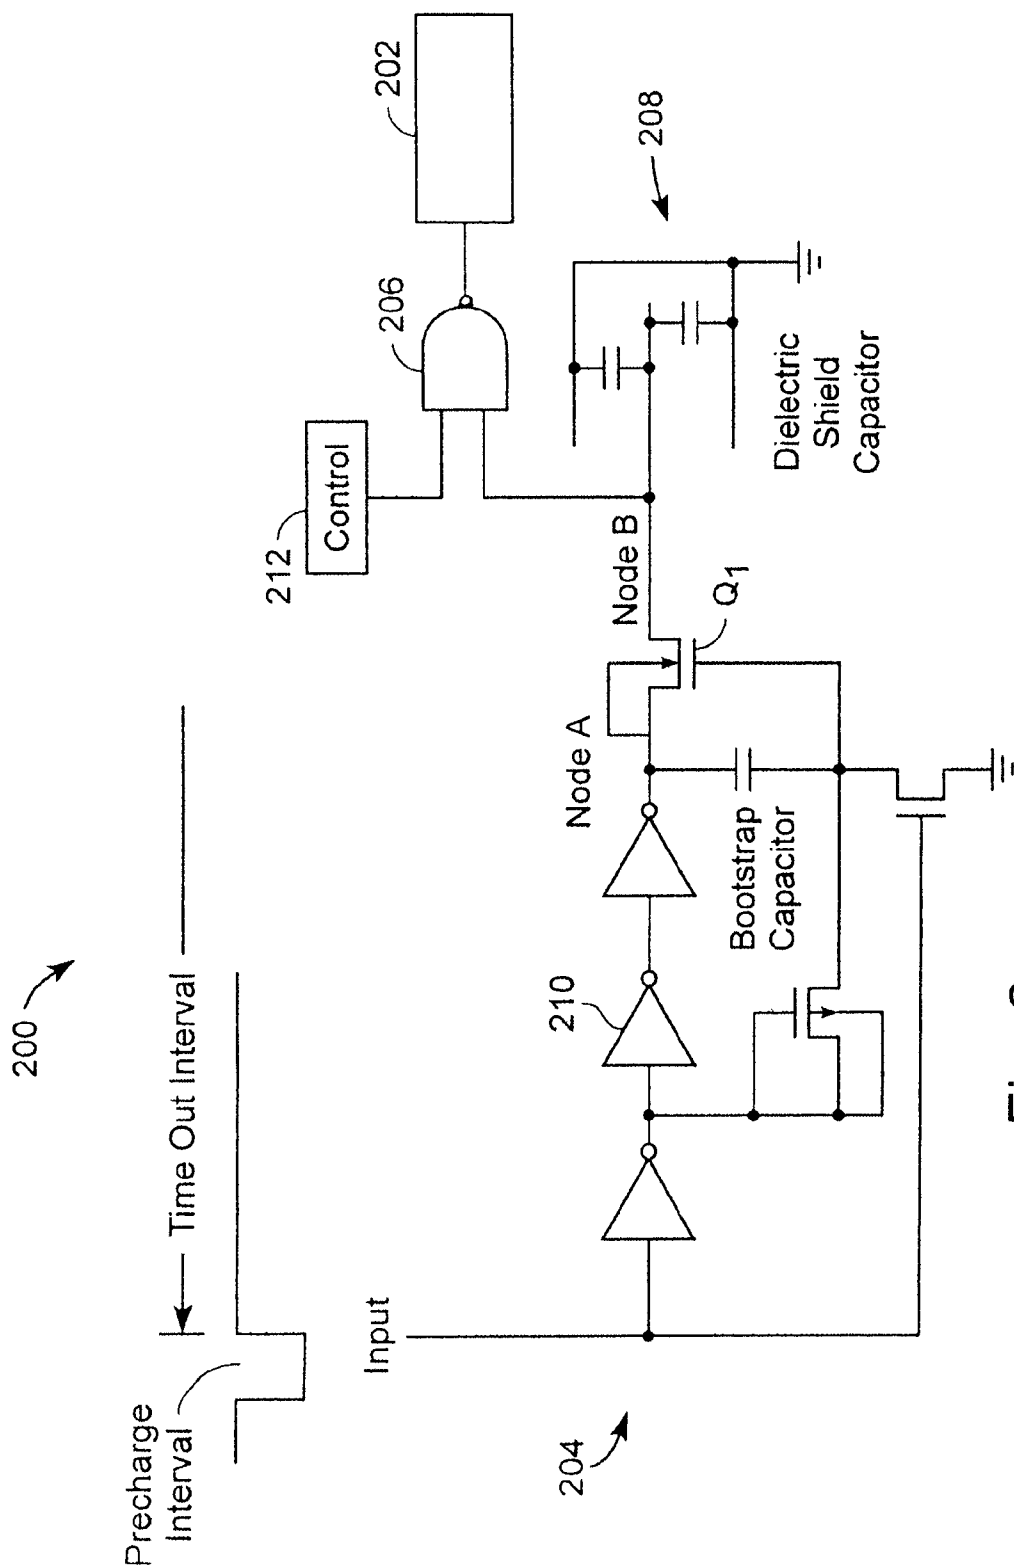 200
Precharge
Interval
Time Out Interval
Input
204
212
Control
206
202
208
210
Node A
Node B
Q1
Bootstrap
Capacitor
Dielectric
Shield
Capacitor